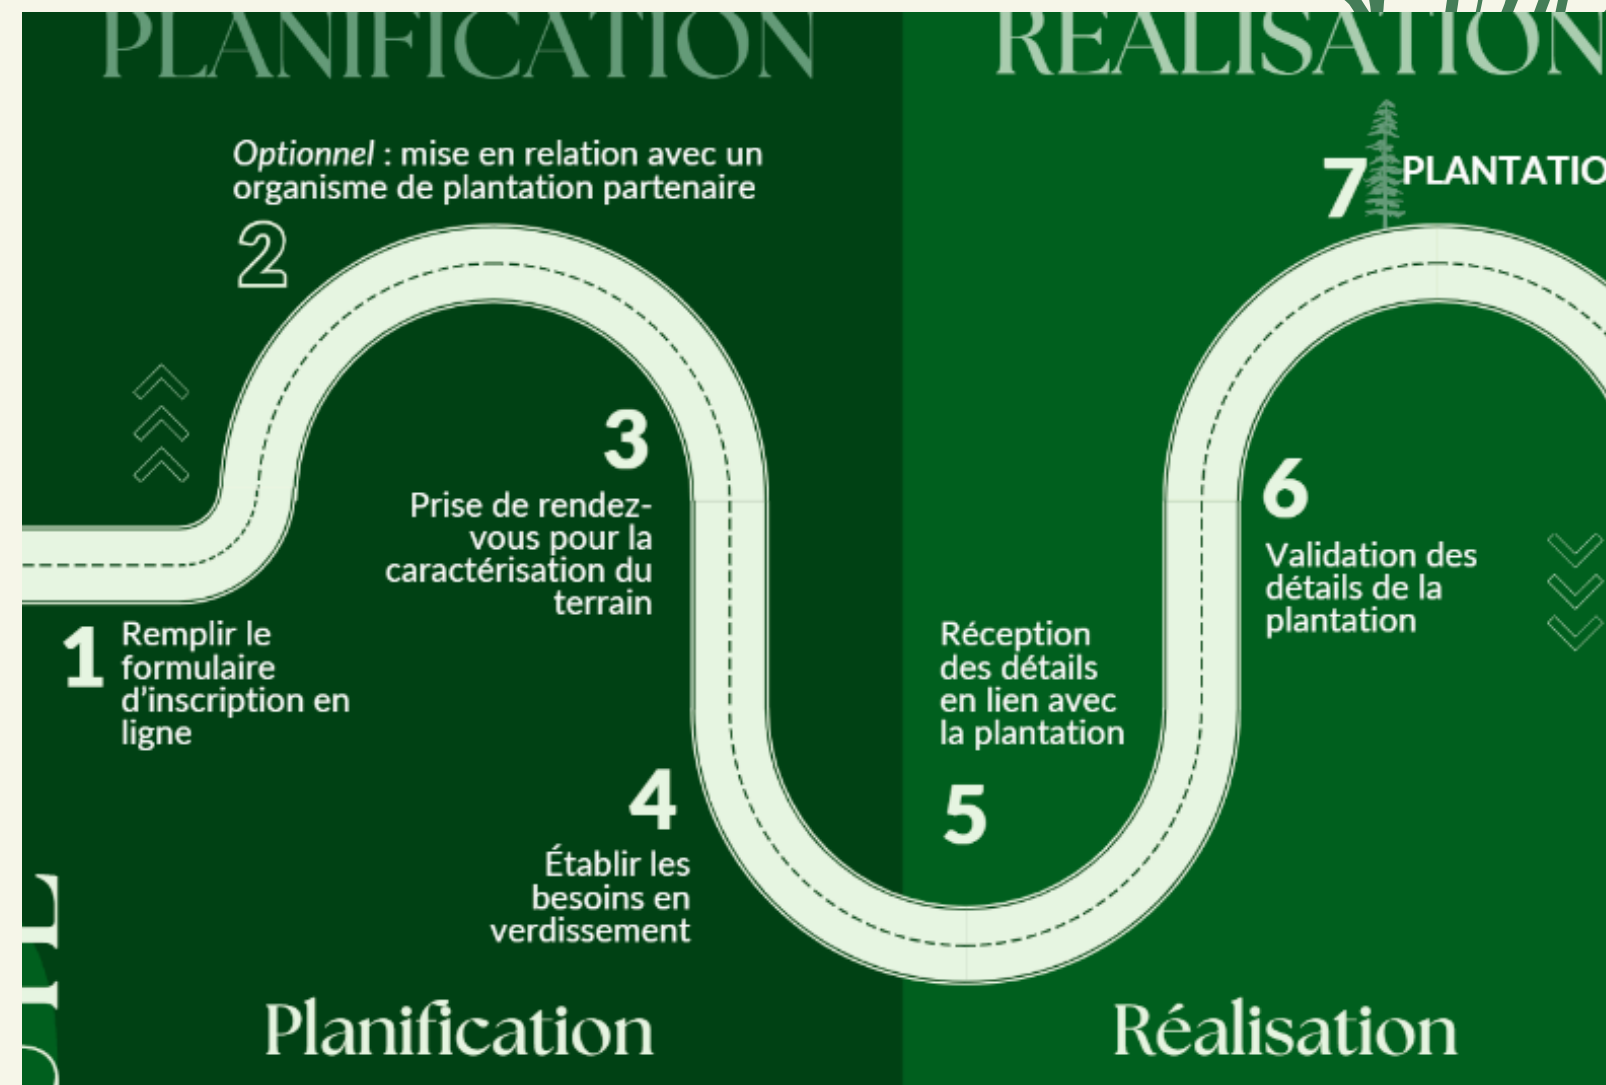 PLANIFICATION
RÉALISATION
Optionnel : mise en relation avec un
organisme de plantation partenaire
2
7
PLANTATIO
3
Prise de rendez-
vous pour la
caractérisation du
terrain
6
Validation des
détails de la
plantation
1
Remplir le
formulaire
d'inscription en
ligne
Réception
des détails
en lien avec
la plantation
4
Établir les
besoins en
verdissement
5
Planification
Réalisation